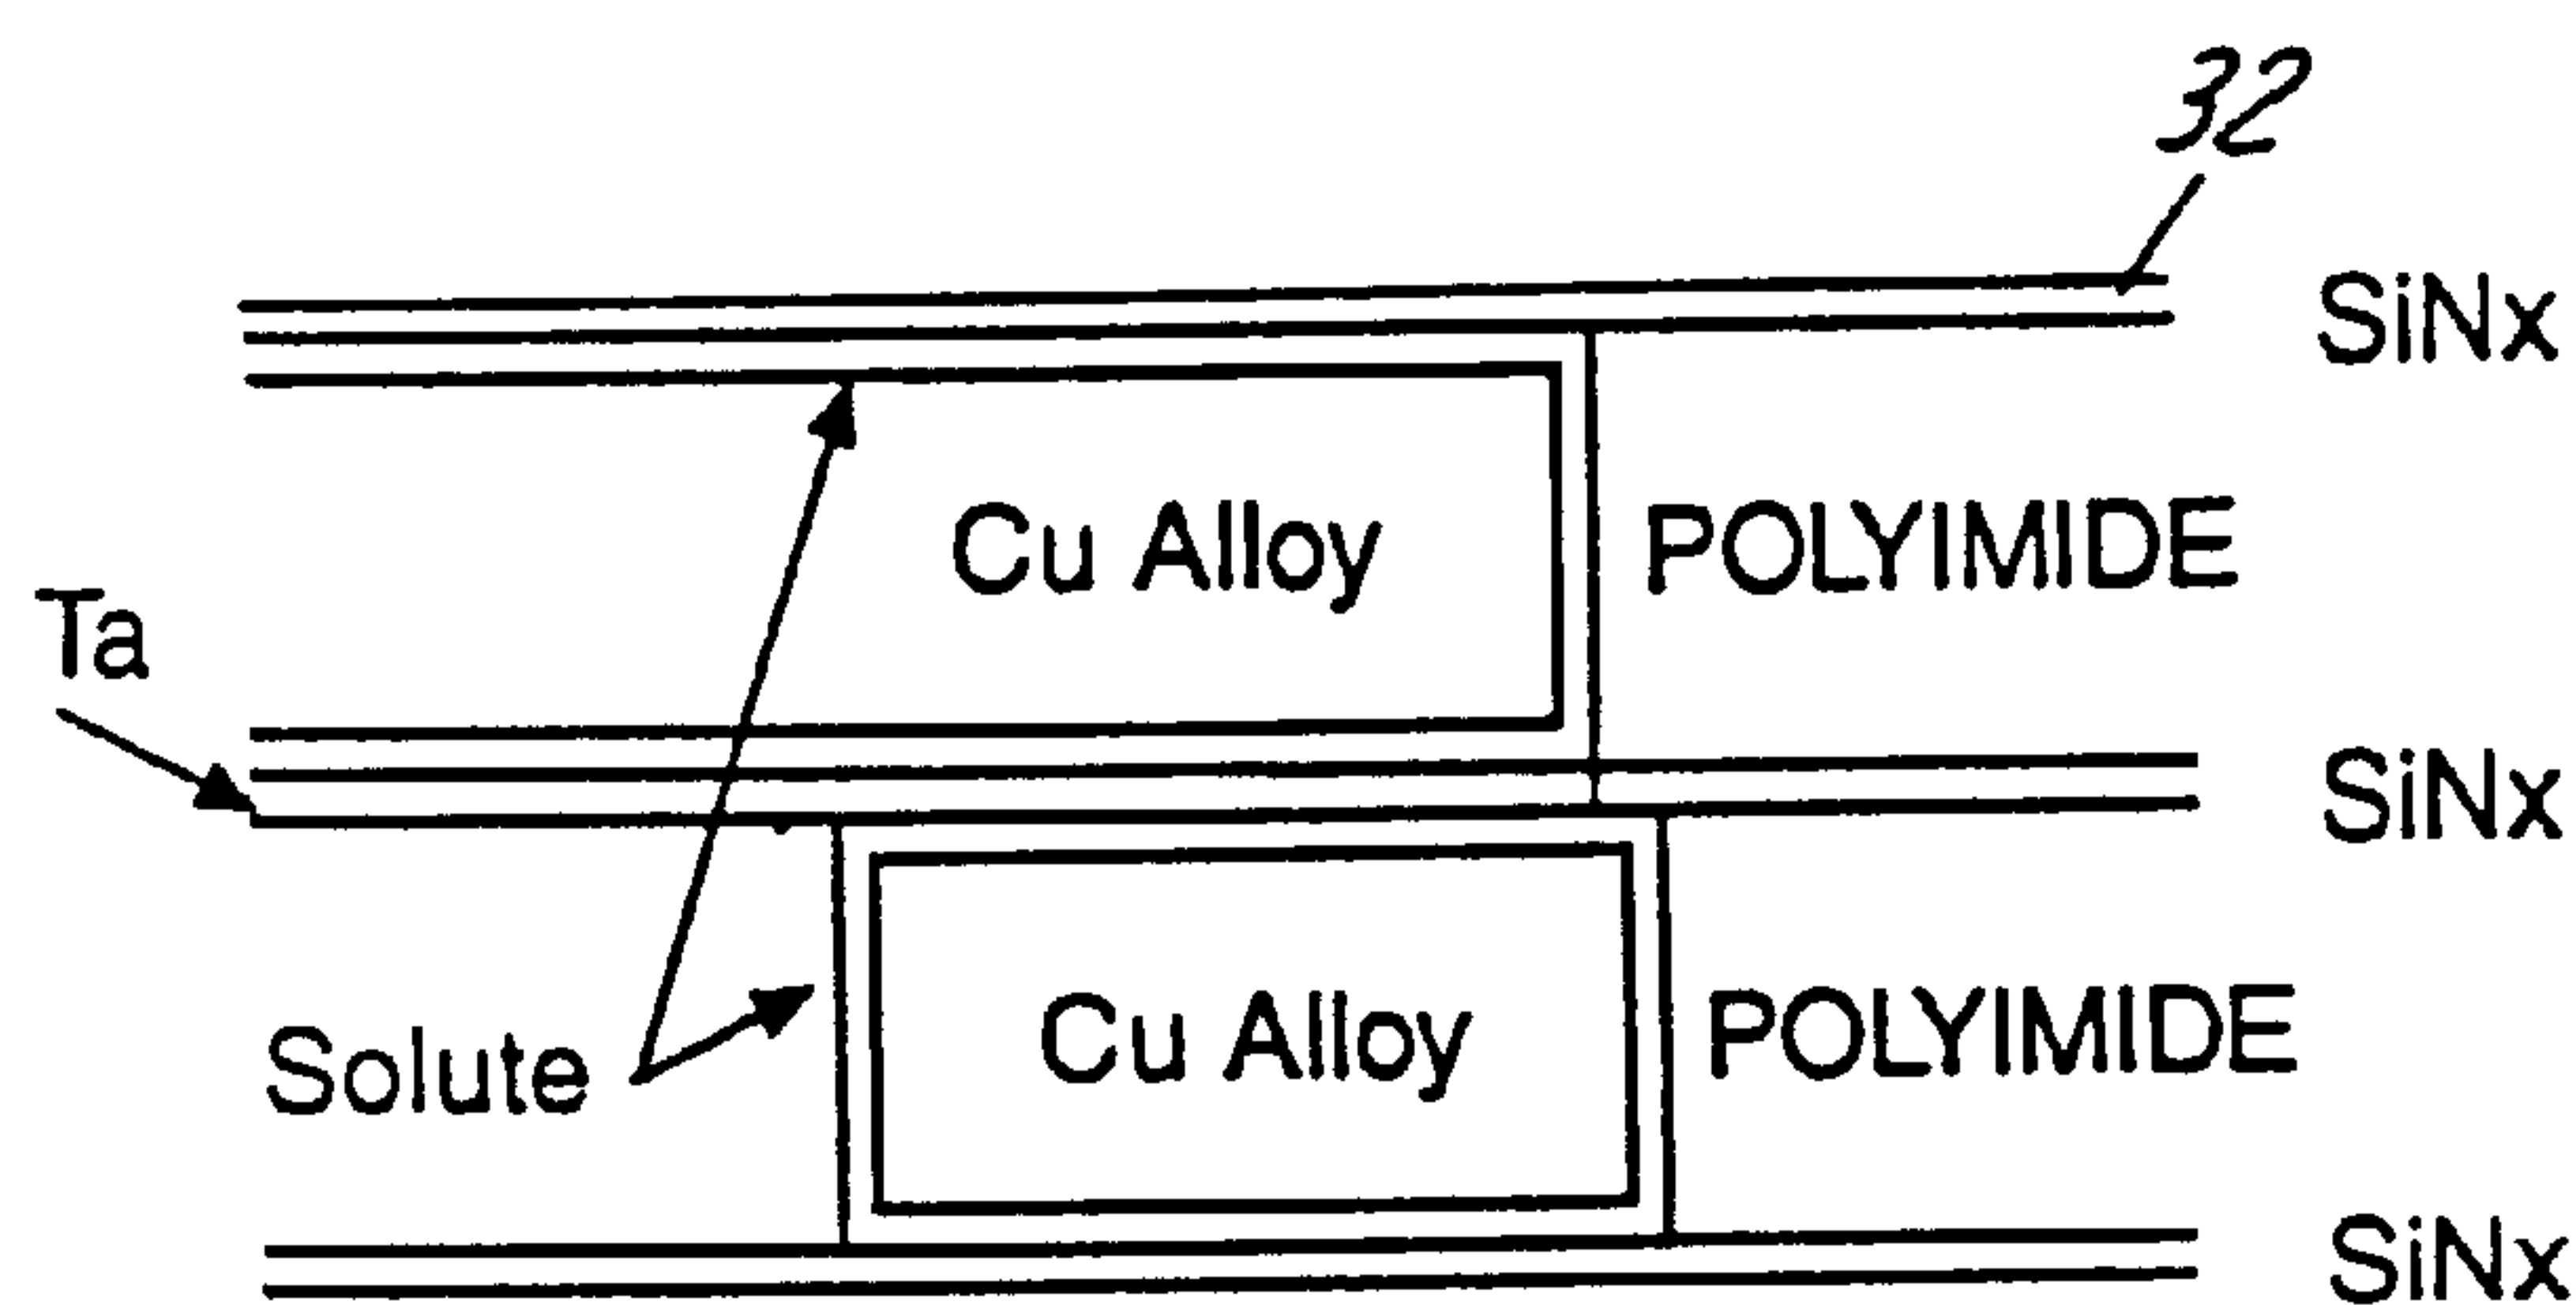 32
SiNx
Cu Alloy POLYIMIDE
Ta
SiNx
Cu Alloy POLYIMIDE
Solute
SiNx